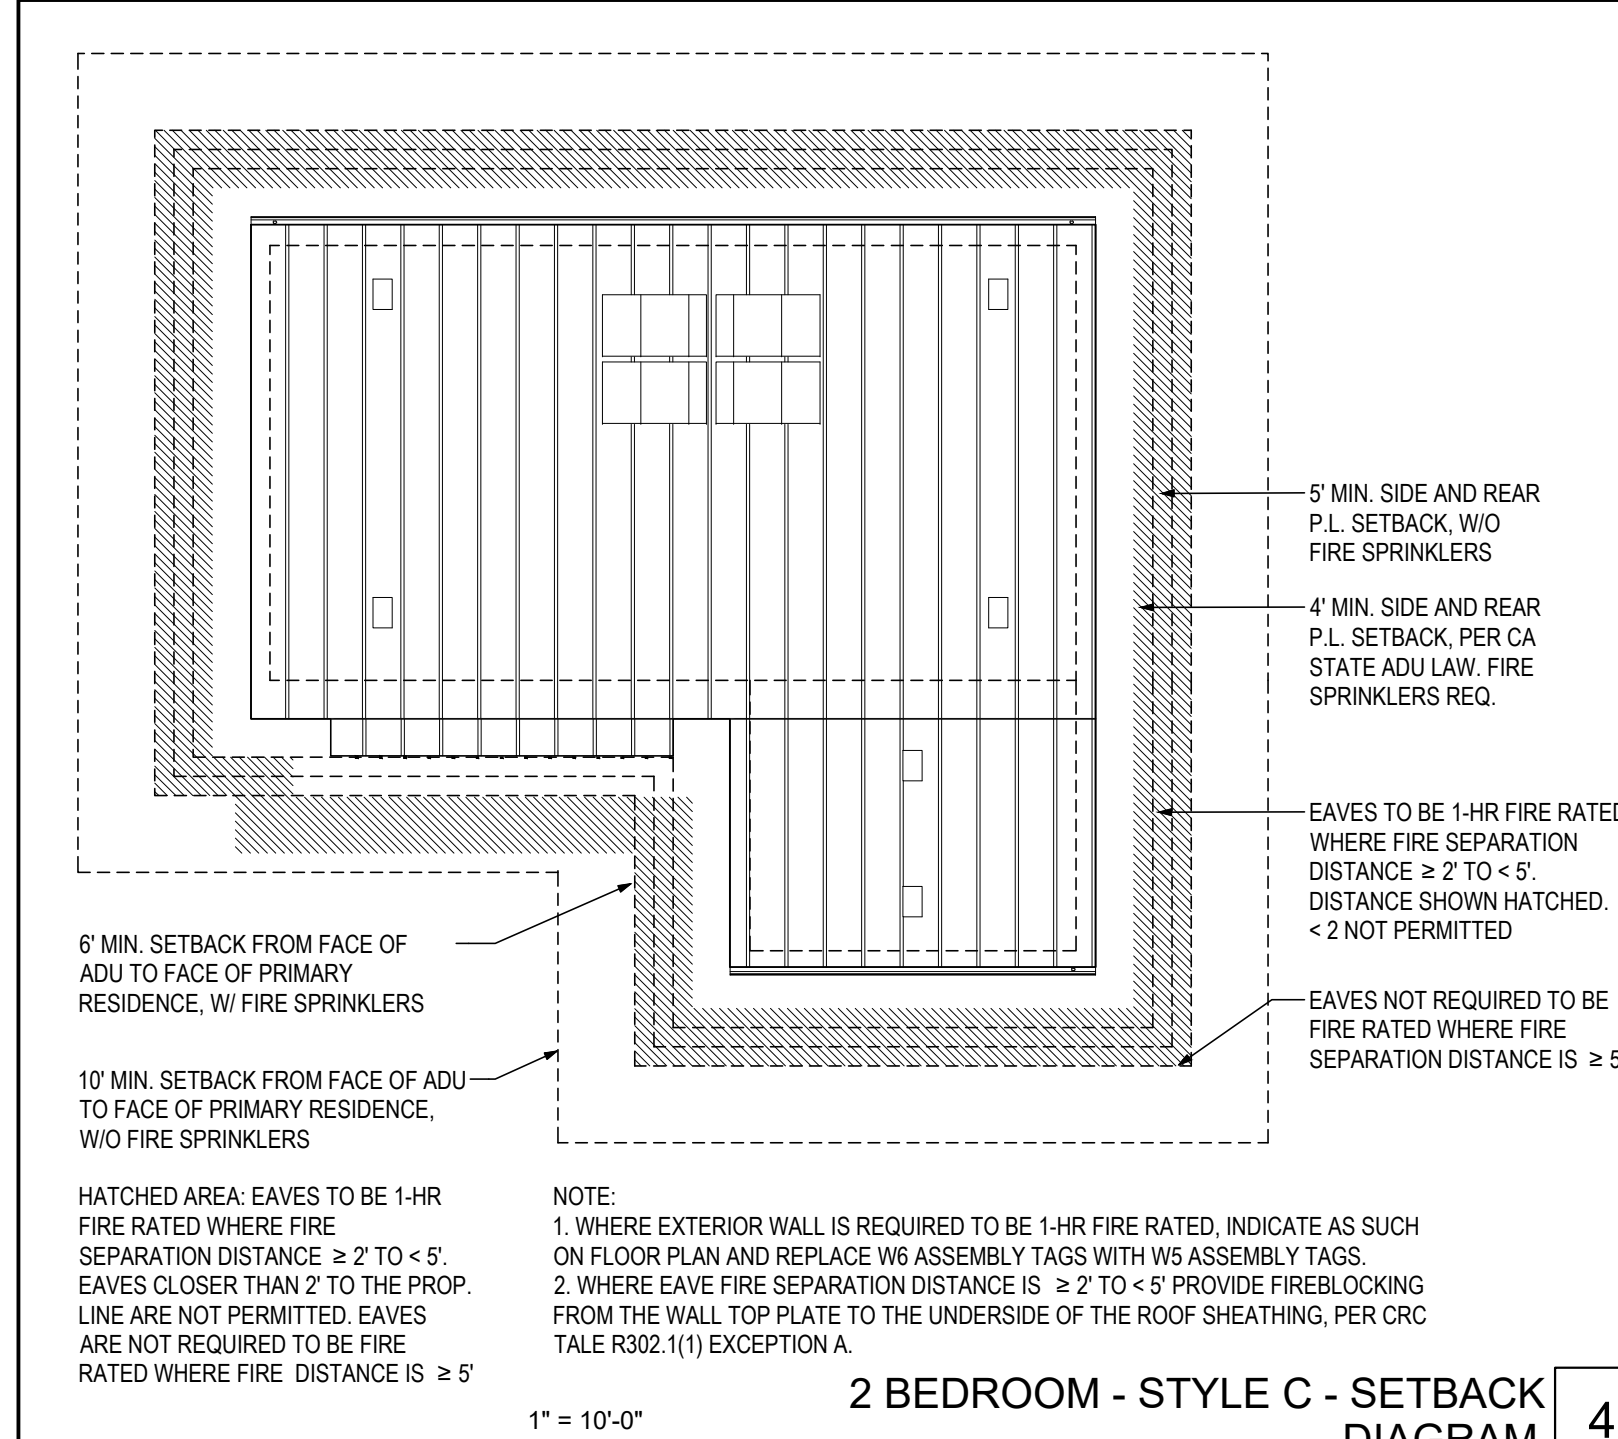 5' MIN. SIDE AND REAR
P.L. SETBACK, W/O
FIRE SPRINKLERS
4' MIN. SIDE AND REAR
P.L. SETBACK, PER CA
STATE ADU LAW. FIRE
SPRINKLERS REQ.
EAVES TO BE 1-HR FIRE RATED
WHERE FIRE SEPARATION
DISTANCE ≥ 2' TO < 5'.
DISTANCE SHOWN HATCHED.
< 2 NOT PERMITTED
EAVES NOT REQUIRED TO BE
FIRE RATED WHERE FIRE
SEPARATION DISTANCE IS ≥ 5
6' MIN. SETBACK FROM FACE OF
ADU TO FACE OF PRIMARY
RESIDENCE, W/ FIRE SPRINKLERS
10' MIN. SETBACK FROM FACE OF ADU
TO FACE OF PRIMARY RESIDENCE,
W/O FIRE SPRINKLERS
HATCHED AREA: EAVES TO BE 1-HR
FIRE RATED WHERE FIRE
SEPARATION DISTANCE ≥ 2' TO < 5'.
EAVES CLOSER THAN 2' TO THE PROP.
LINE ARE NOT PERMITTED. EAVES
ARE NOT REQUIRED TO BE FIRE
RATED WHERE FIRE DISTANCE IS ≥ 5'
NOTE:
1. WHERE EXTERIOR WALL IS REQUIRED TO BE 1-HR FIRE RATED, INDICATE AS SUCH
ON FLOOR PLAN AND REPLACE W6 ASSEMBLY TAGS WITH W5 ASSEMBLY TAGS.
2. WHERE EAVE FIRE SEPARATION DISTANCE IS ≥ 2' TO < 5' PROVIDE FIREBLOCKING
FROM THE WALL TOP PLATE TO THE UNDERSIDE OF THE ROOF SHEATHING, PER CRC
TALE R302.1(1) EXCEPTION A.
1" = 10'-0"
2 BEDROOM - STYLE C - SETBACK
DIAGRAM
4